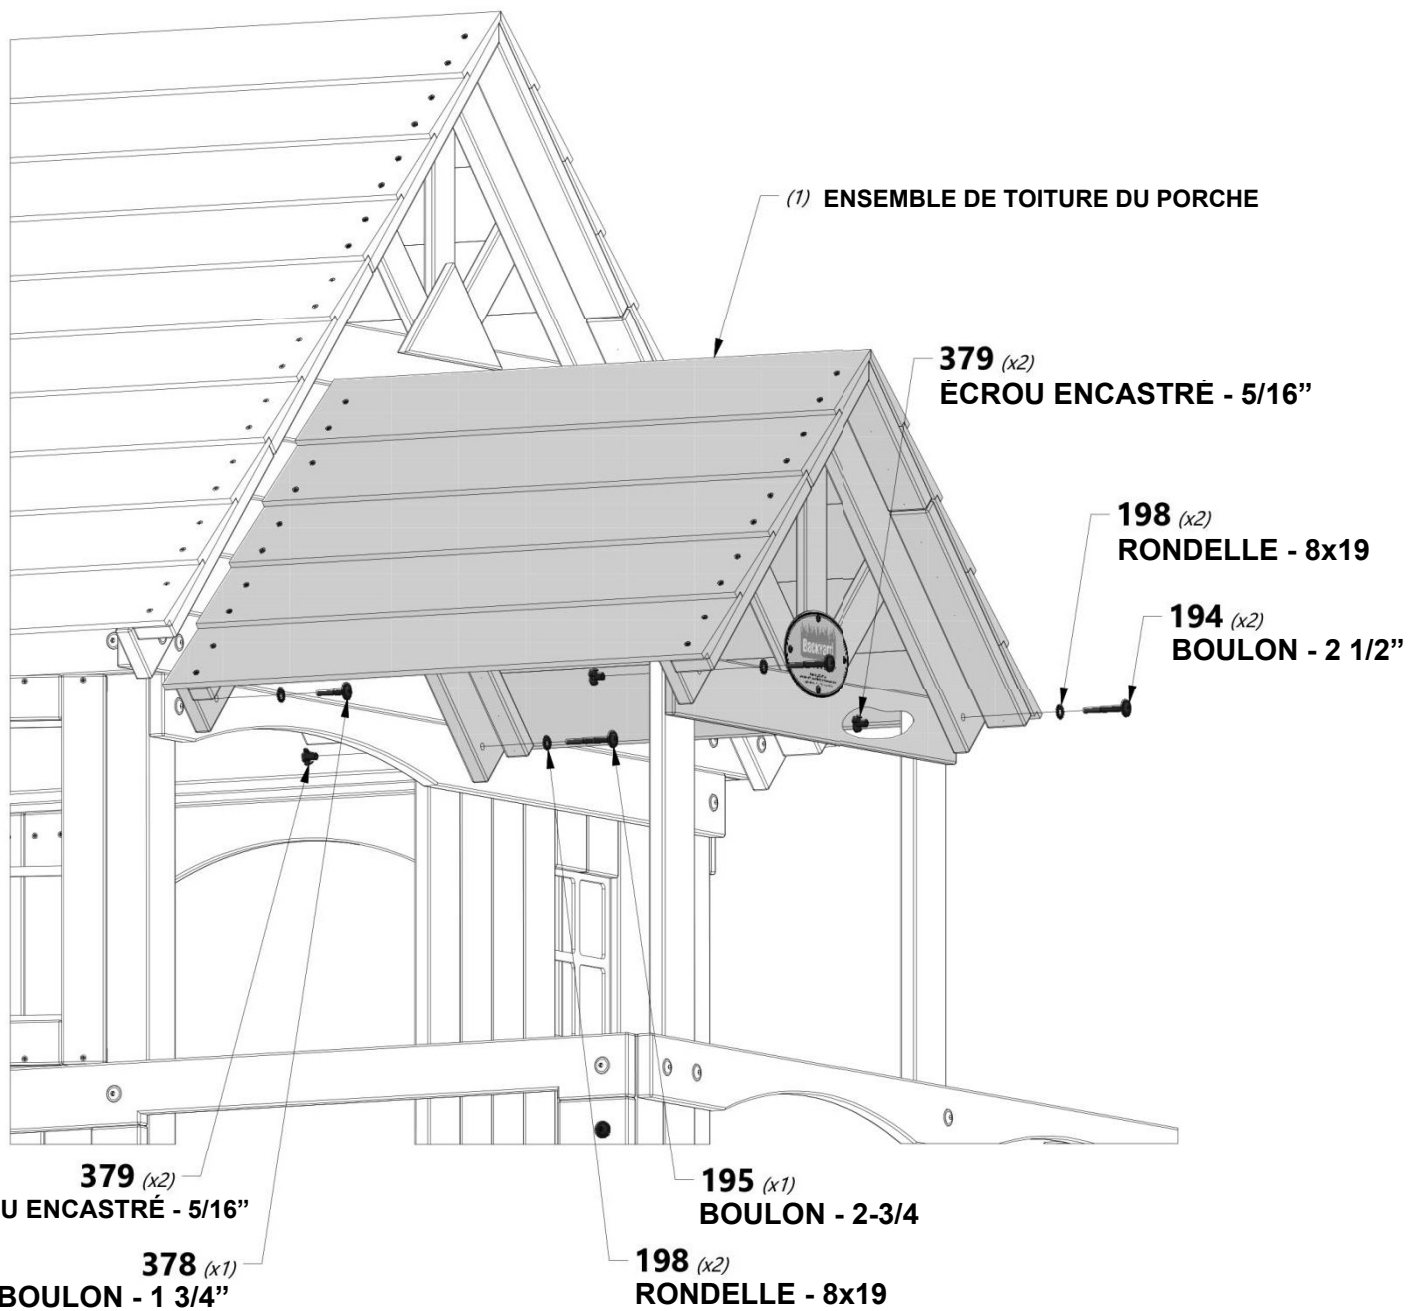 (1) ENSEMBLE DE TOITURE DU PORCHE
379 (x2)
ÉCROU ENCASTRÉ - 5/16”
198 (x2)
RONDELLE - 8x19
194 (x2)
BOULON - 2 1/2”
Backyard
379 (x2)
U ENCASTRÉ - 5/16”
195 (x1)
BOULON - 2-3/4
378 (x1)
BOULON - 1 3/4”
198 (x2)
RONDELLE - 8x19